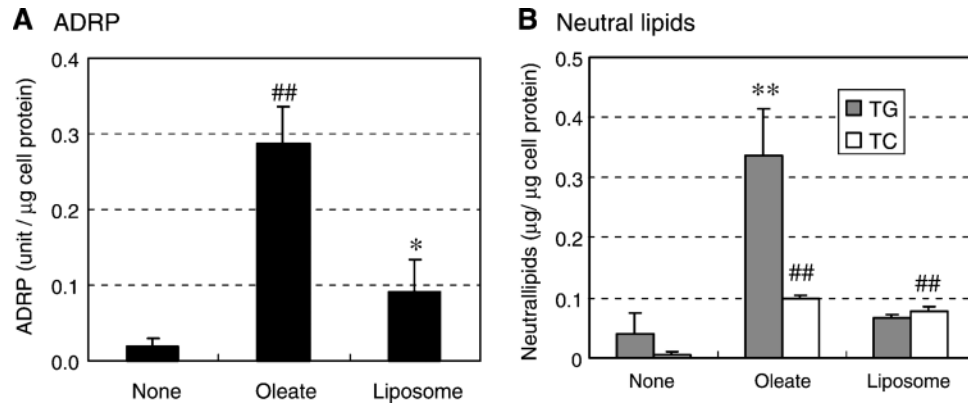 A ADRP
ADRP (unit / μg cell protein)
0.4
0.3
0.2
0.1
0.0
##
*
None Oleate Liposome
B Neutral lipids
Neutrallipids (μg/ μg cell protein)
0.5
0.4
0.3
0.2
0.1
0
**
##
##
TG
TC
None Oleate Liposome